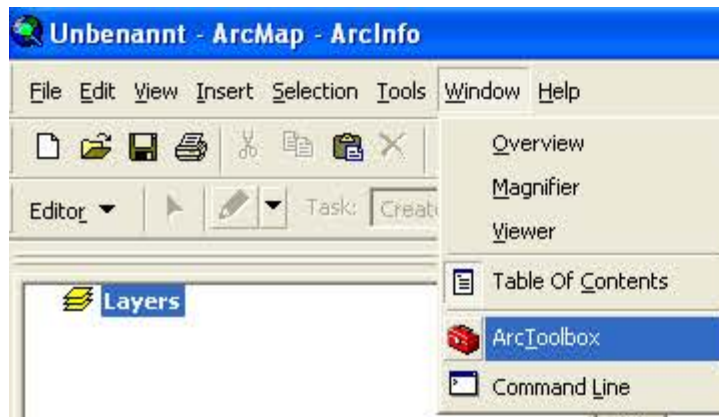 Unbenannt - ArcMap - ArcInfo
File Edit View Insert Selection Tools Window Help
Overview
Magnifier
Editor Task: Create
Viewer
Table Of Contents
Layers
ArcToolbox
Command Line